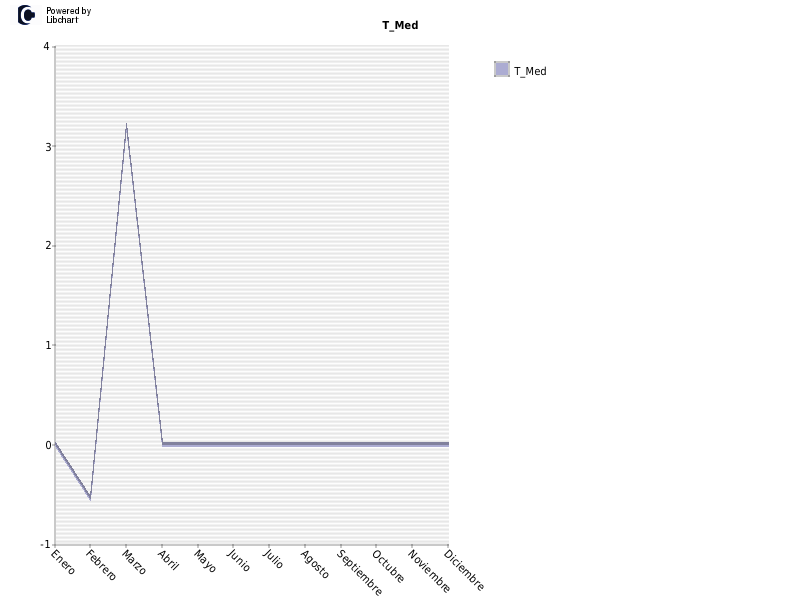 Powered by
Libchart
T_Med
T_Med
4
3
2
1
0
-1
Enero
Febrero
Marzo
Abril
Mayo
Junio
Julio
Agosto
Septiembre
Octubre
Noviembre
Diciembre